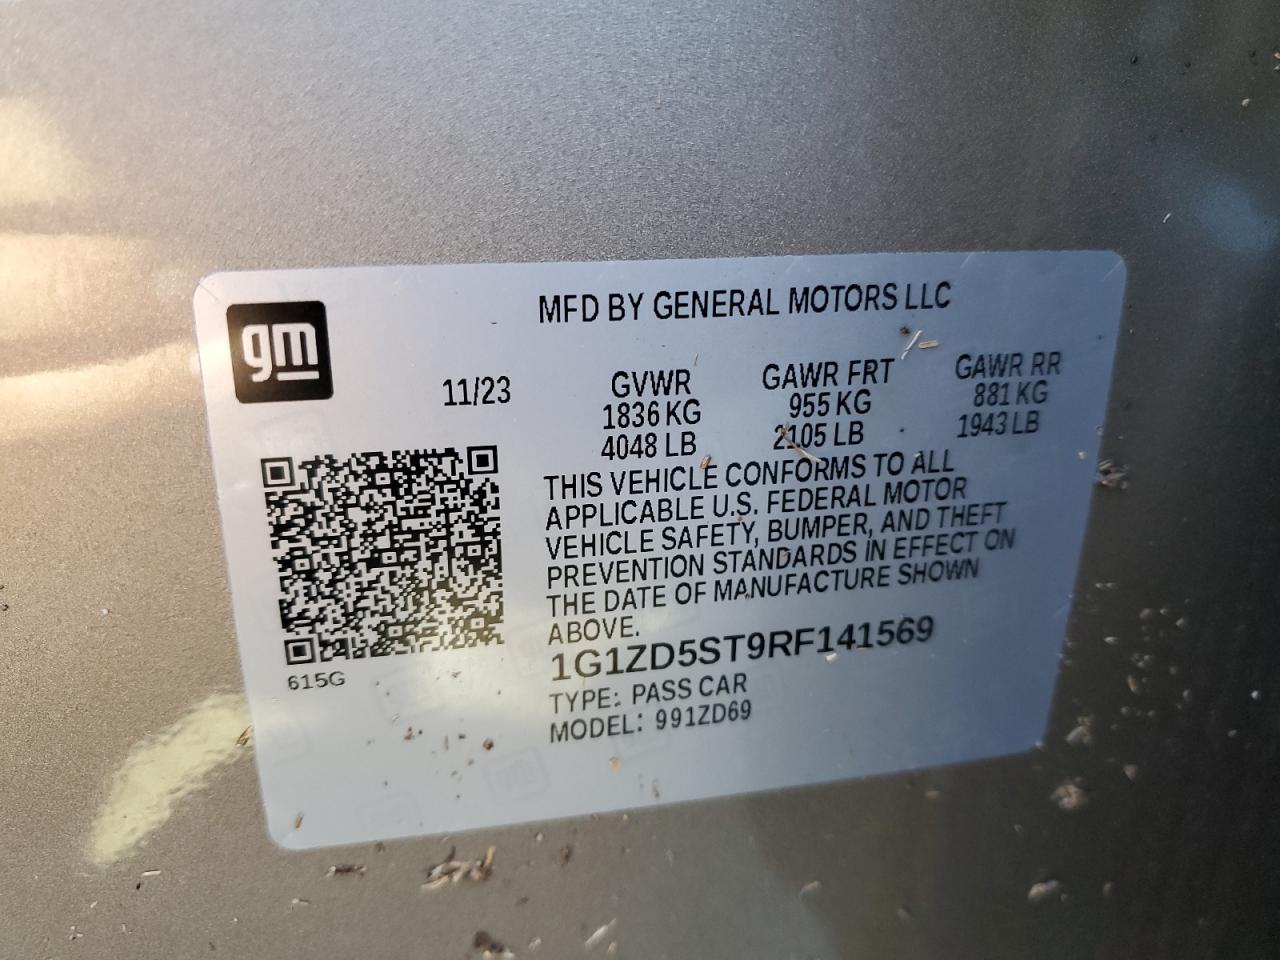 MFD BY GENERAL MOTORS LLC
gm
11/23
GVWR GAWR FRT GAWR RR
1836 KG 955 KG 881 KG
4048 LB 2105 LB 1943 LB
THIS VEHICLE CONFORMS TO ALL
APPLICABLE U.S. FEDERAL MOTOR
VEHICLE SAFETY, BUMPER, AND THEFT
PREVENTION STANDARDS IN EFFECT ON
THE DATE OF MANUFACTURE SHOWN
ABOVE.
1G1ZD5ST9RF141569
615G
TYPE: PASS CAR
MODEL: 991ZD69